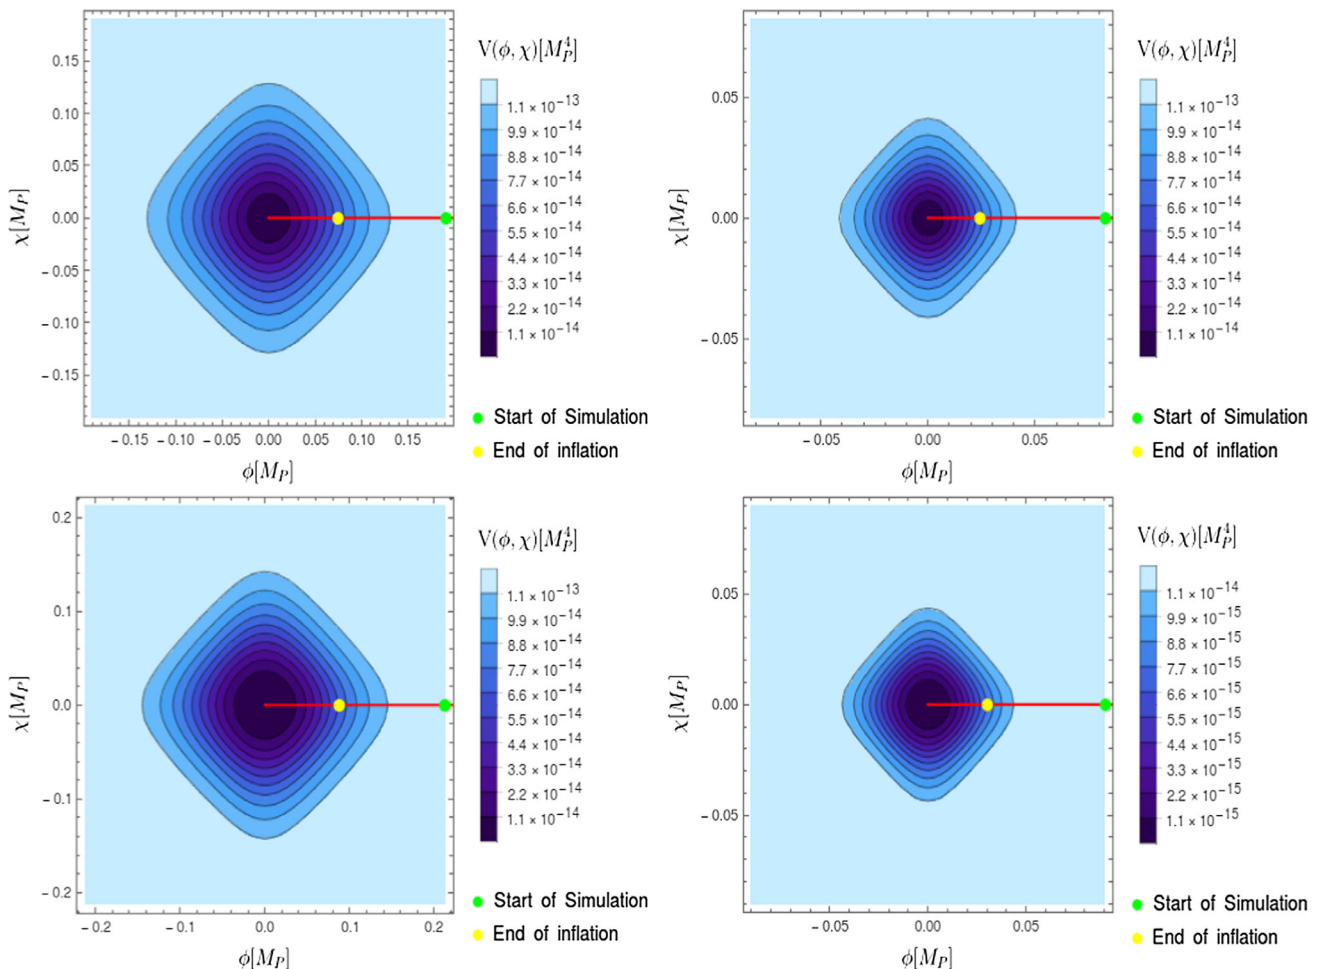 V(ϕ, χ)[M_P^4]
0.15
0.10
0.05
0.00
− 0.05
− 0.10
− 0.15
χ[M_P]
− 0.15 − 0.10 − 0.05 0.00 0.05 0.10 0.15
ϕ[M_P]
1.1 × 10^−13
9.9 × 10^−14
8.8 × 10^−14
7.7 × 10^−14
6.6 × 10^−14
5.5 × 10^−14
4.4 × 10^−14
3.3 × 10^−14
2.2 × 10^−14
1.1 × 10^−14
Start of Simulation
End of inflation
V(ϕ, χ)[M_P^4]
0.05
0.00
− 0.05
χ[M_P]
− 0.05 0.00 0.05
ϕ[M_P]
1.1 × 10^−13
9.9 × 10^−14
8.8 × 10^−14
7.7 × 10^−14
6.6 × 10^−14
5.5 × 10^−14
4.4 × 10^−14
3.3 × 10^−14
2.2 × 10^−14
1.1 × 10^−14
Start of Simulation
End of inflation
V(ϕ, χ)[M_P^4]
0.2
0.1
0.0
− 0.1
− 0.2
χ[M_P]
− 0.2 − 0.1 0.0 0.1 0.2
ϕ[M_P]
1.1 × 10^−13
9.9 × 10^−14
8.8 × 10^−14
7.7 × 10^−14
6.6 × 10^−14
5.5 × 10^−14
4.4 × 10^−14
3.3 × 10^−14
2.2 × 10^−14
1.1 × 10^−14
Start of Simulation
End of inflation
V(ϕ, χ)[M_P^4]
0.05
0.00
− 0.05
χ[M_P]
− 0.05 0.00 0.05
ϕ[M_P]
1.1 × 10^−14
9.9 × 10^−15
8.8 × 10^−15
7.7 × 10^−15
6.6 × 10^−15
5.5 × 10^−15
4.4 × 10^−15
3.3 × 10^−15
2.2 × 10^−15
1.1 × 10^−15
Start of Simulation
End of inflation